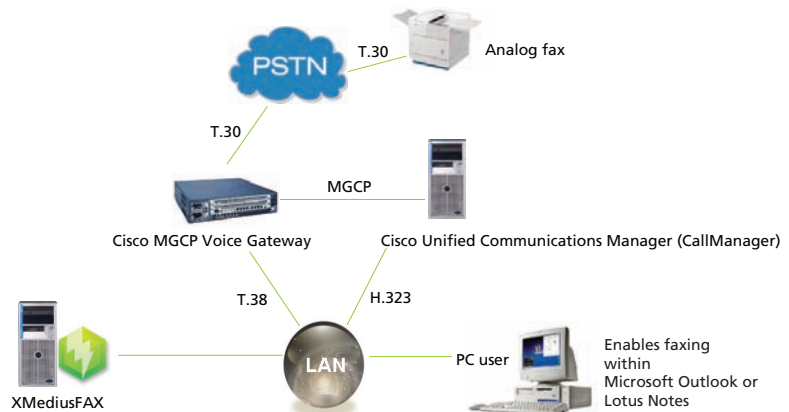 PSTN
T.30
Analog fax
T.30
MGCP
Cisco MGCP Voice Gateway
Cisco Unified Communications Manager (CallManager)
T.38
H.323
LAN
XMediusFAX
PC user
Enables faxing
within
Microsoft Outlook or
Lotus Notes